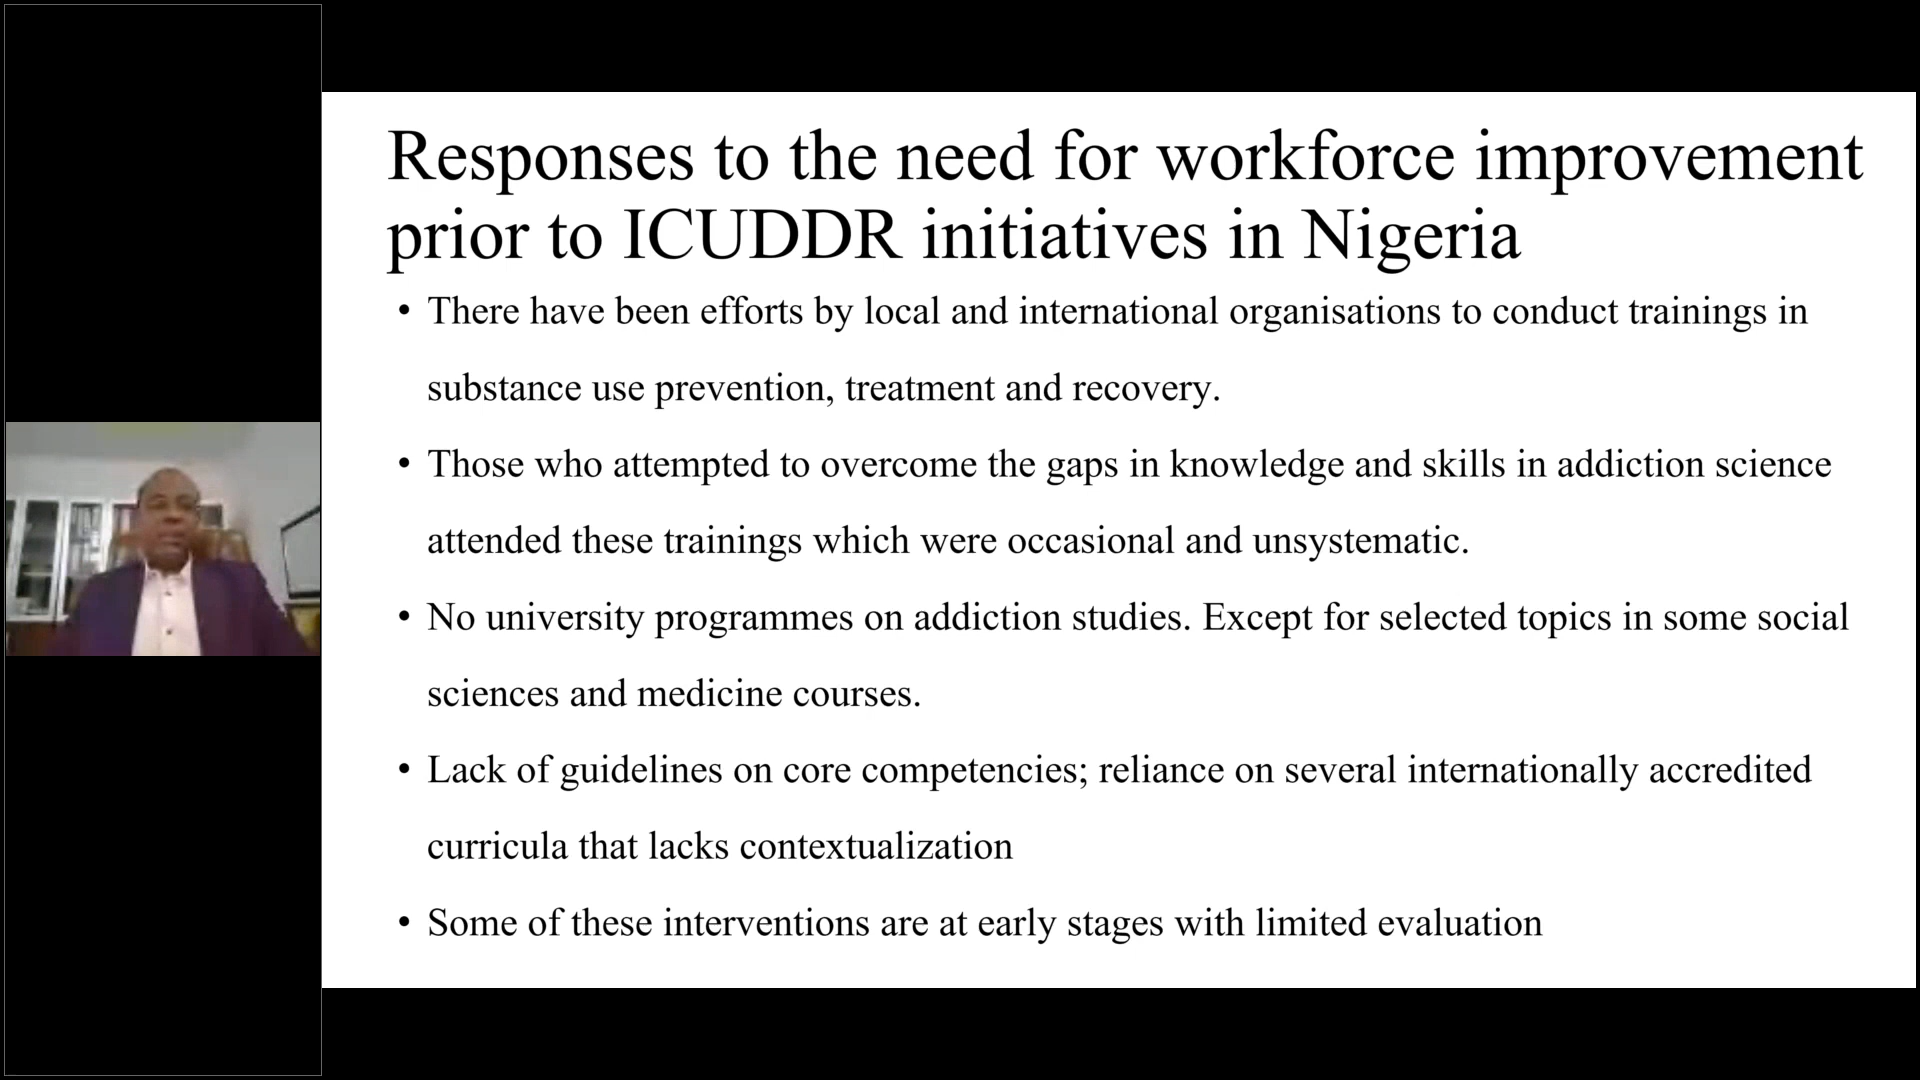 Responses to the need for workforce improvement
prior to ICUDDR initiatives in Nigeria
• There have been efforts by local and international organisations to conduct trainings in
substance use prevention, treatment and recovery.
• Those who attempted to overcome the gaps in knowledge and skills in addiction science
attended these trainings which were occasional and unsystematic.
• No university programmes on addiction studies. Except for selected topics in some social
sciences and medicine courses.
• Lack of guidelines on core competencies; reliance on several internationally accredited
curricula that lacks contextualization
• Some of these interventions are at early stages with limited evaluation